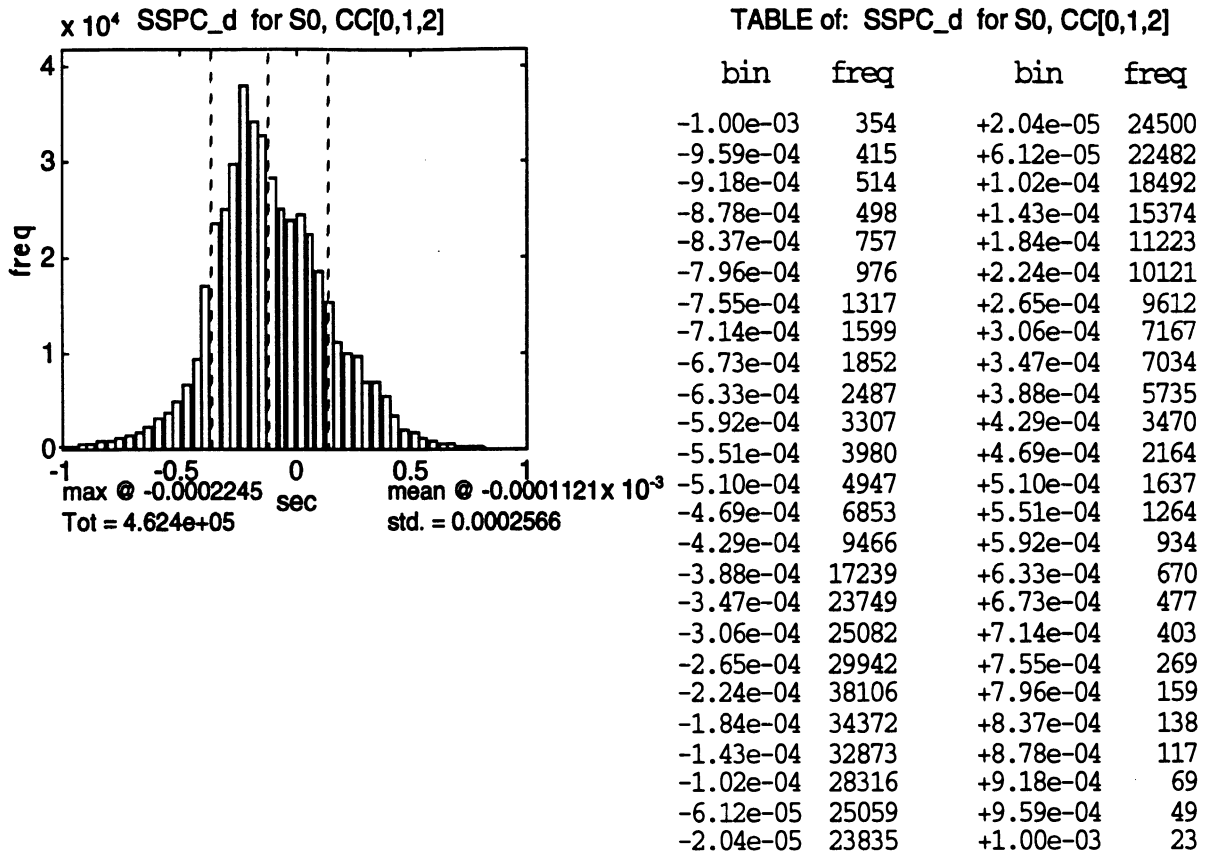 x 10⁴ SSPC_d for S0, CC[0,1,2]
4
3
2
1
0
freq
-1 -0.5 0 0.5 1
sec
max @ -0.0002245 mean @ -0.0001121 x 10⁻³
Tot = 4.624e+05 std. = 0.0002566
TABLE of: SSPC_d for S0, CC[0,1,2]
bin freq bin freq
-1.00e-03 354 +2.04e-05 24500
-9.59e-04 415 +6.12e-05 22482
-9.18e-04 514 +1.02e-04 18492
-8.78e-04 498 +1.43e-04 15374
-8.37e-04 757 +1.84e-04 11223
-7.96e-04 976 +2.24e-04 10121
-7.55e-04 1317 +2.65e-04 9612
-7.14e-04 1599 +3.06e-04 7167
-6.73e-04 1852 +3.47e-04 7034
-6.33e-04 2487 +3.88e-04 5735
-5.92e-04 3307 +4.29e-04 3470
-5.51e-04 3980 +4.69e-04 2164
-5.10e-04 4947 +5.10e-04 1637
-4.69e-04 6853 +5.51e-04 1264
-4.29e-04 9466 +5.92e-04 934
-3.88e-04 17239 +6.33e-04 670
-3.47e-04 23749 +6.73e-04 477
-3.06e-04 25082 +7.14e-04 403
-2.65e-04 29942 +7.55e-04 269
-2.24e-04 38106 +7.96e-04 159
-1.84e-04 34372 +8.37e-04 138
-1.43e-04 32873 +8.78e-04 117
-1.02e-04 28316 +9.18e-04 69
-6.12e-05 25059 +9.59e-04 49
-2.04e-05 23835 +1.00e-03 23